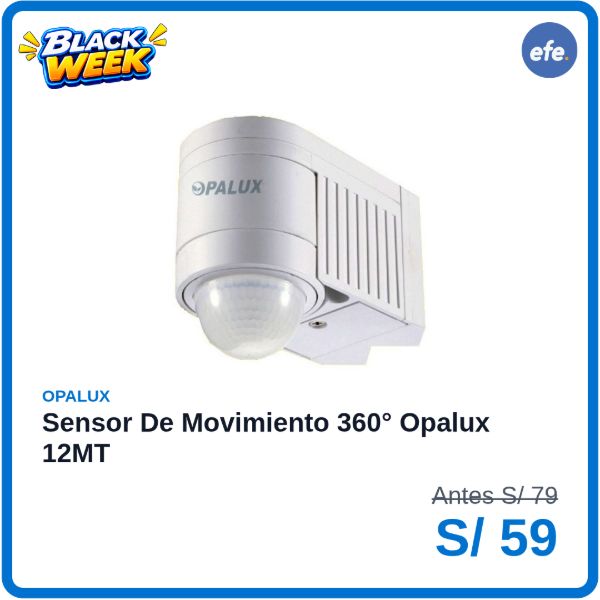 BLACK
WEEK
efe.
OPALUX
OPALUX
Sensor De Movimiento 360° Opalux
12MT
Antes S/ 79
S/ 59